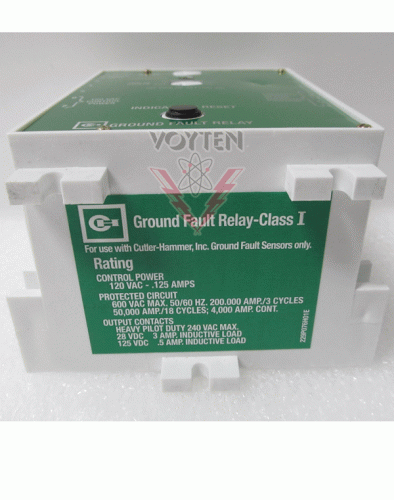 INDICA RESET
GROUND FAULT RELAY
VOYTEN
Ground Fault Relay-Class I
For use with Cutler-Hammer, Inc. Ground Fault Sensors only.
Rating
CONTROL POWER
120 VAC - .125 AMPS
PROTECTED CIRCUIT
600 VAC MAX. 50/60 HZ. 200.000 AMP./3 CYCLES
50,000 AMP./18 CYCLES; 4,000 AMP. CONT.
OUTPUT CONTACTS
HEAVY PILOT DUTY 240 VAC MAX.
28 VDC 3 AMP. INDUCTIVE LOAD
125 VDC .5 AMP. INDUCTIVE LOAD